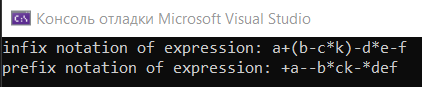 Консоль отладки Microsoft Visual Studio
infix notation of expression: a+(b-c*k)-d*e-f
prefix notation of expression: +a--b*ck-*def